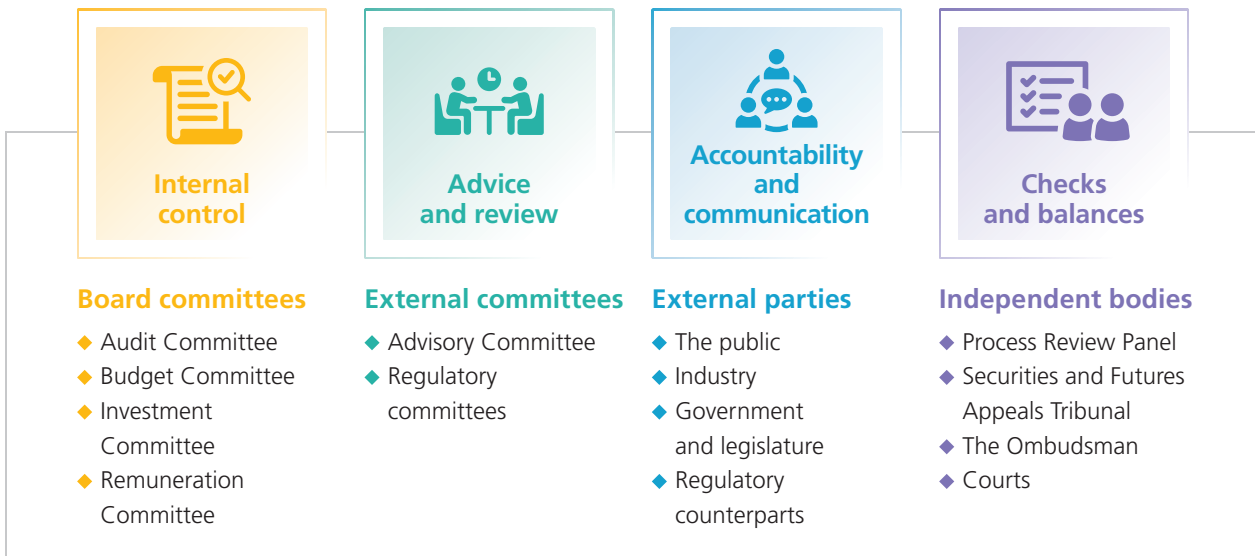 Internal
control
Board committees
Audit Committee
Budget Committee
Investment
Committee
Remuneration
Committee
Advice
and review
External committees
Advisory Committee
Regulatory
committees
Accountability
and
communication
External parties
The public
Industry
Government
and legislature
Regulatory
counterparts
Checks
and balances
Independent bodies
Process Review Panel
Securities and Futures
Appeals Tribunal
The Ombudsman
Courts